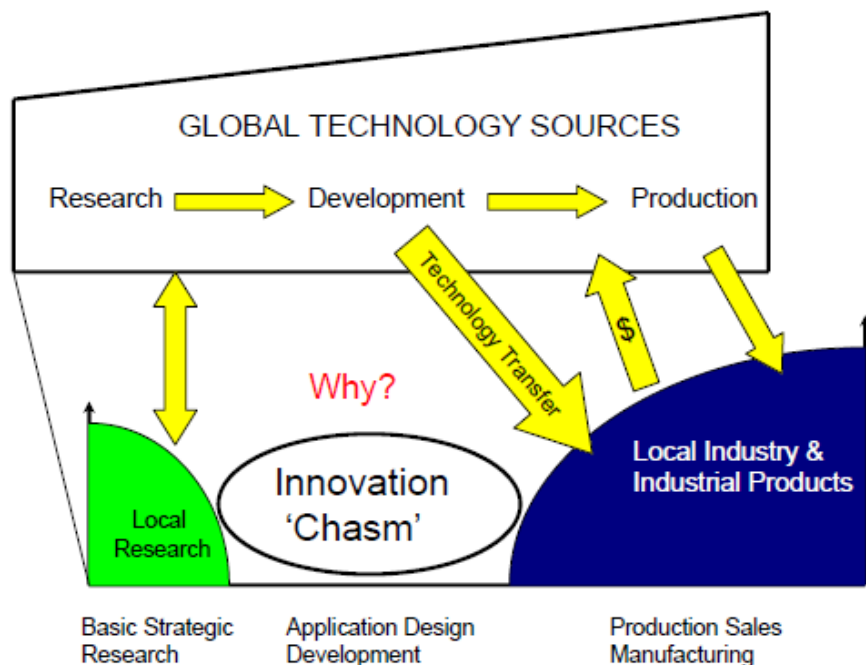 GLOBAL TECHNOLOGY SOURCES
Research
Development
Production
Technology Transfer
$
Why?
Innovation
'Chasm'
Local
Research
Local Industry &
Industrial Products
Basic Strategic
Research
Application Design
Development
Production Sales
Manufacturing